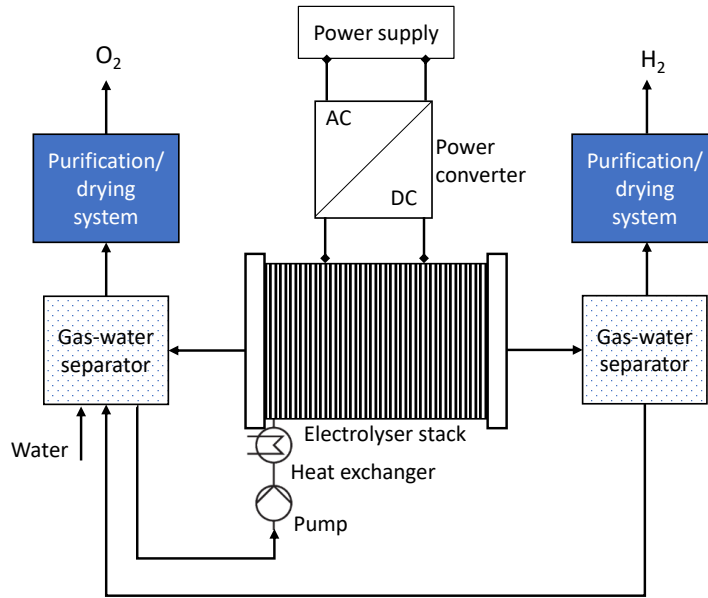 Power supply
O₂
H₂
AC
Power
converter
DC
Purification/
drying
system
Purification/
drying
system
Gas-water
separator
Gas-water
separator
Electrolyser stack
Water
Heat exchanger
Pump